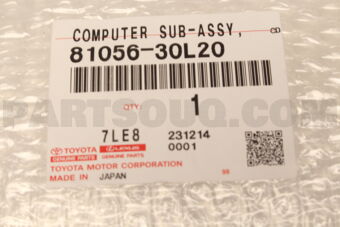 COMPUTER SUB-ASSY, CD
81056-30L20
QTY: 1
7LE8 231214
0001
TOYOTA LEXUS
GENUINE PARTS GENUINE PARTS
TOYOTA MOTOR CORPORATION
MADE IN JAPAN
PARTSOUQ.COM